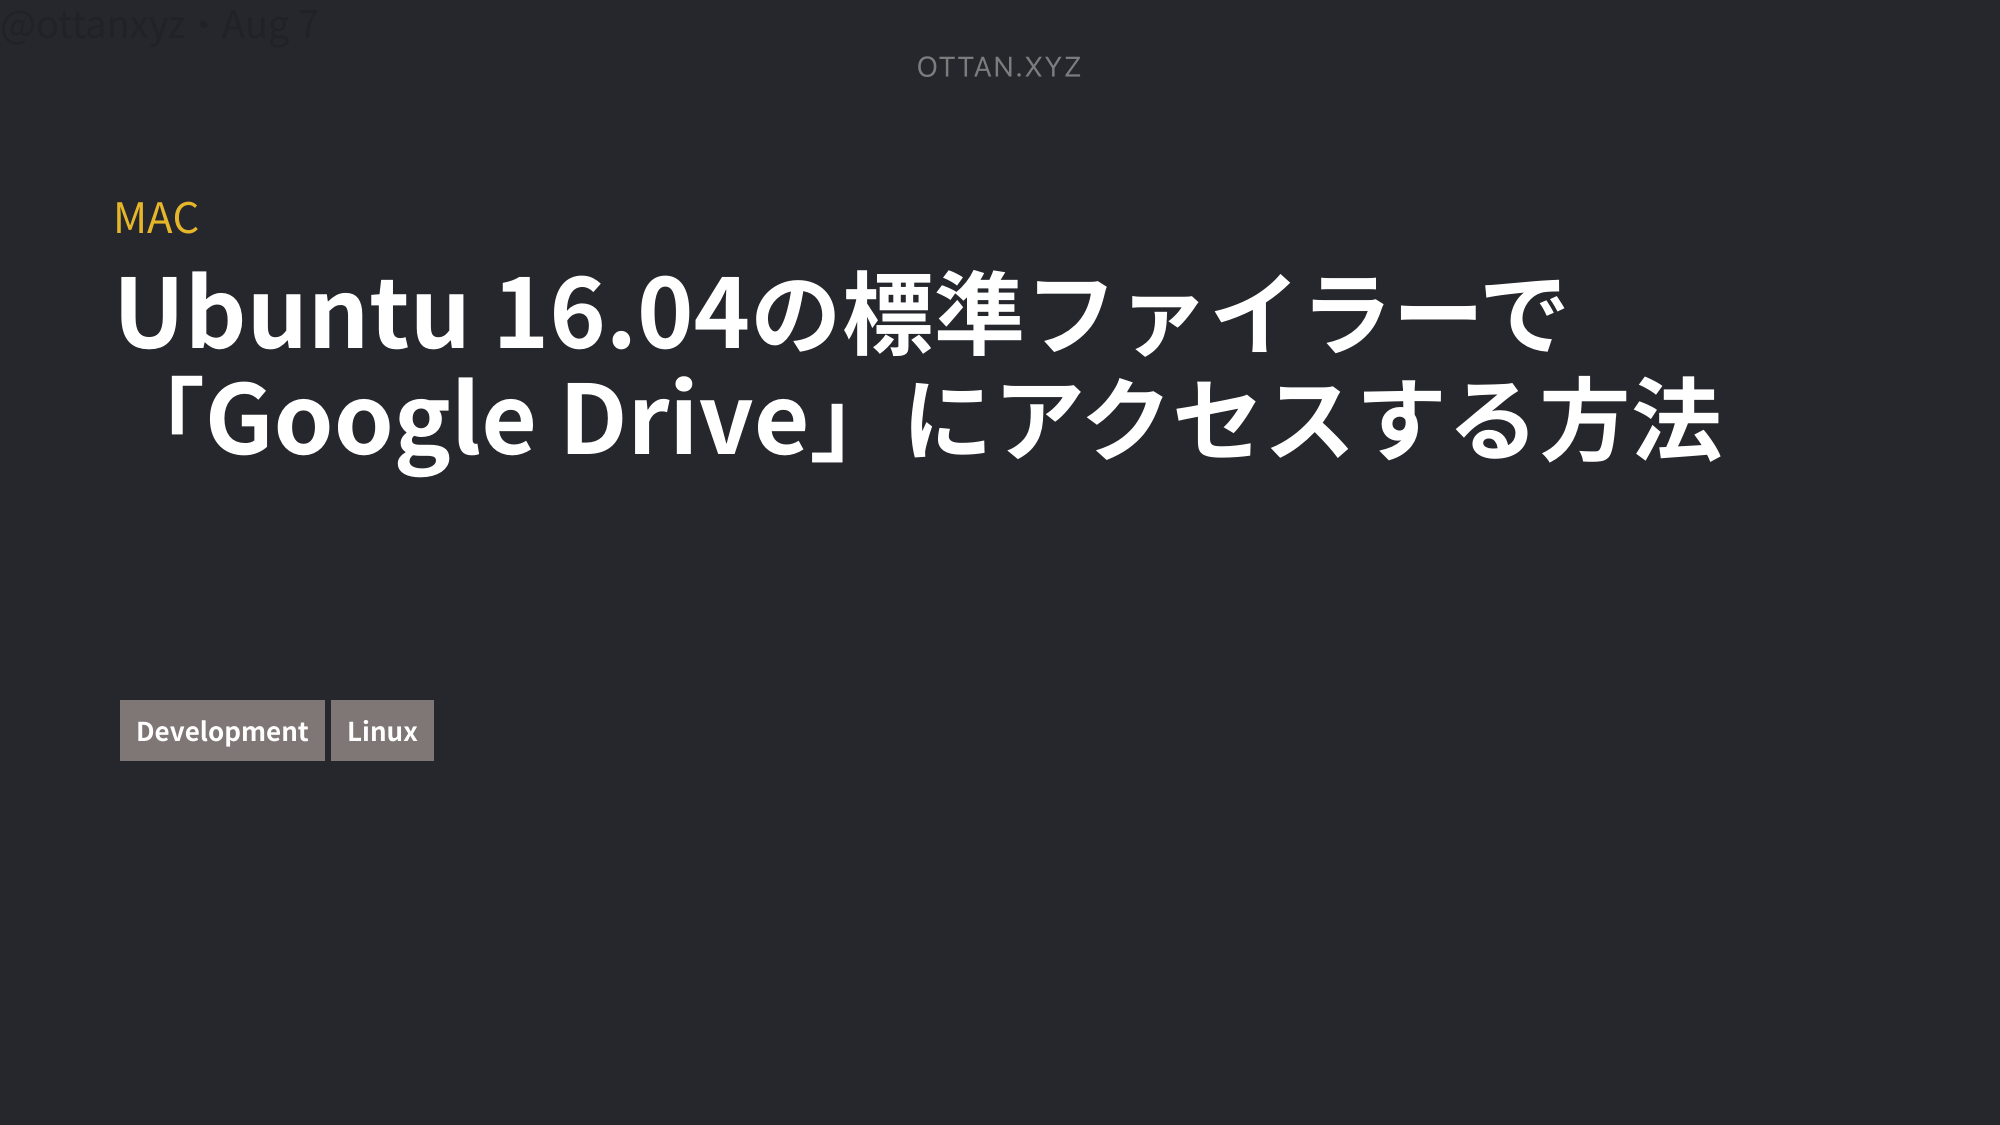 @ottanxyz・Aug 7
OTTAN.XYZ
MAC
Ubuntu 16.04の標準ファイラーで
「Google Drive」にアクセスする方法
Development
Linux